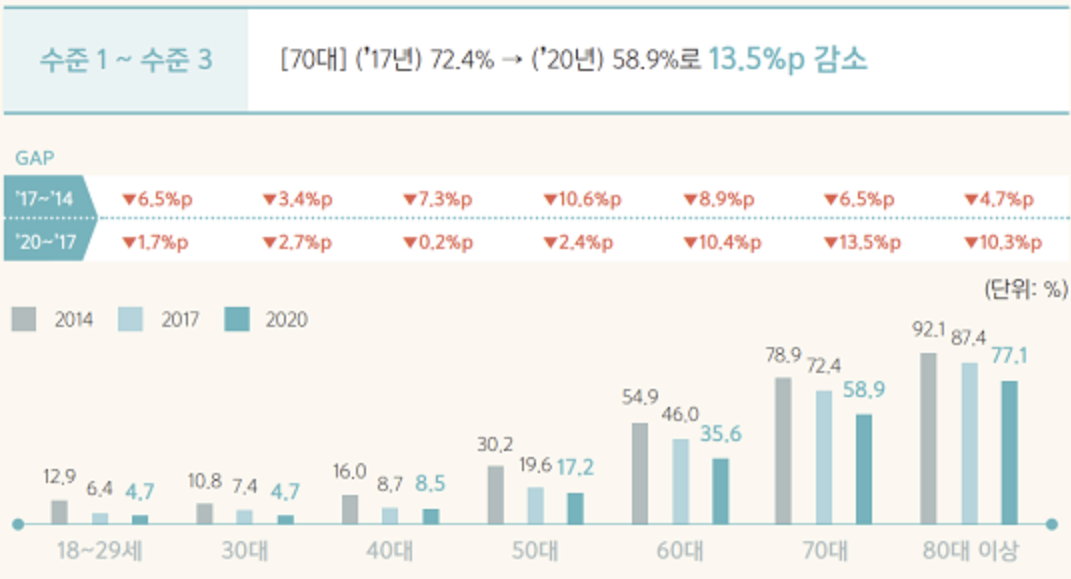 수준 1 ~ 수준 3
[70대] ('17년) 72.4% → ('20년) 58.9%로 13.5%p 감소
GAP
'17~'14 ▼6.5%p ▼3.4%p ▼7.3%p ▼10.6%p ▼8.9%p ▼6.5%p ▼4.7%p
'20~'17 ▼1.7%p ▼2.7%p ▼0.2%p ▼2.4%p ▼10.4%p ▼13.5%p ▼10.3%p
(단위: %)
2014 2017 2020
12.9 6.4 4.7
10.8 7.4 4.7
16.0 8.7 8.5
30.2 19.6 17.2
54.9 46.0 35.6
78.9 72.4 58.9
92.1 87.4 77.1
18~29세 30대 40대 50대 60대 70대 80대 이상